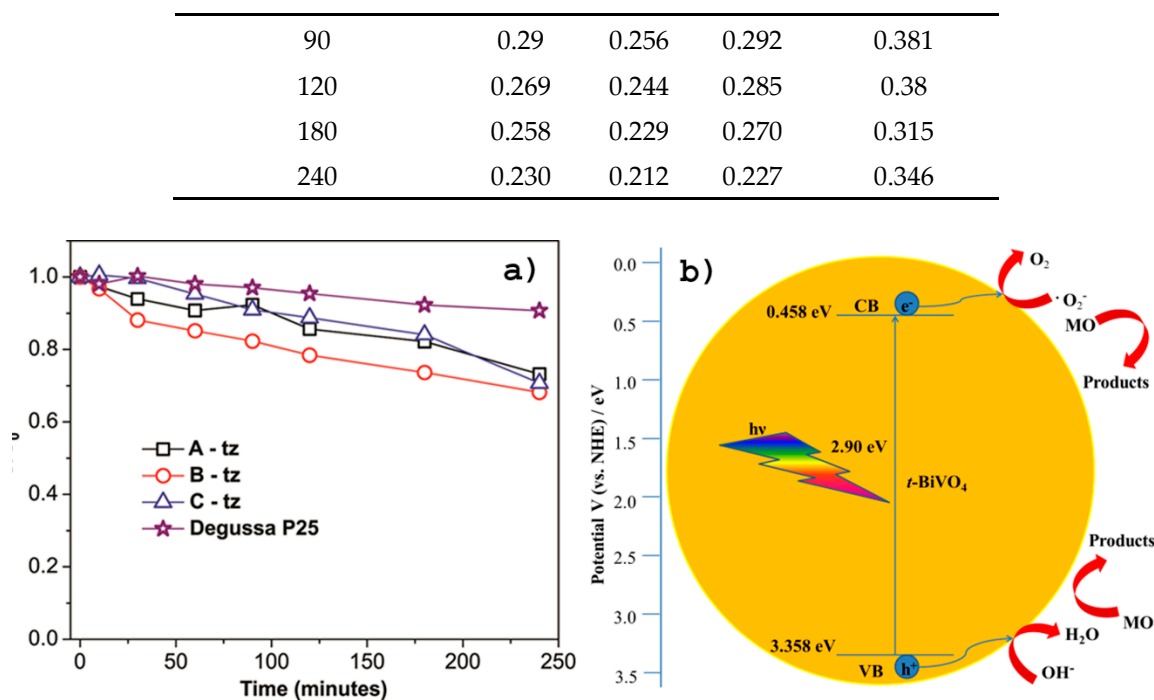 90 0.29 0.256 0.292 0.381
120 0.269 0.244 0.285 0.38
180 0.258 0.229 0.270 0.315
240 0.230 0.212 0.227 0.346
a)
1.0
0.8
0.6
0.4
0.2
0.0
A - tz
B - tz
C - tz
Degussa P25
0 50 100 150 200 250
Time (minutes)
b)
Potential V (vs. NHE) / eV
0.0
0.5
1.0
1.5
2.0
2.5
3.0
3.5
0.458 eV CB e-
hν
2.90 eV
t-BiVO₄
3.358 eV
VB h⁺
O₂
·O₂⁻
MO
Products
Products
MO
H₂O
OH⁻